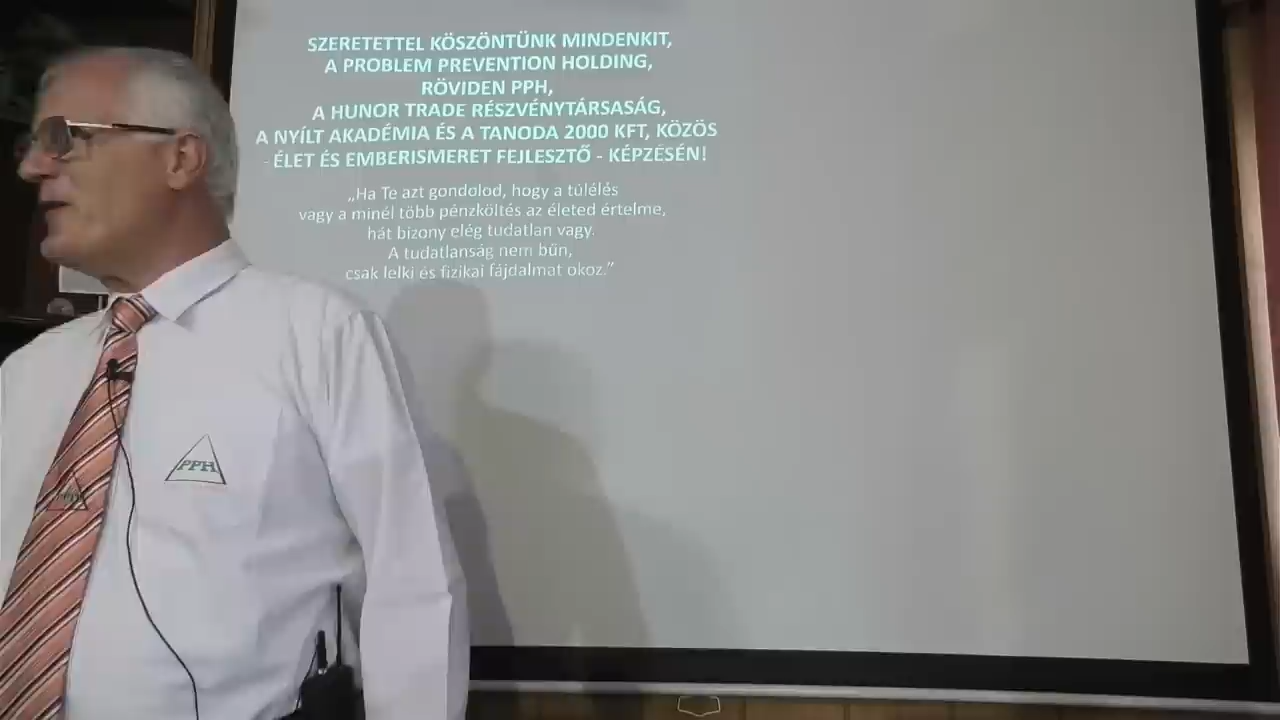 SZERETETTEL KÖSZÖNTÜNK MINDENKIT,
A PROBLEM PREVENTION HOLDING,
RÖVIDEN PPH,
A HUNOR TRADE RÉSZVÉNYTÁRSASÁG,
A NYÍLT AKADÉMIA ÉS A TANODA 2000 KFT, KÖZÖS
- ÉLET ÉS EMBERISMERET FEJLESZTŐ - KÉPZÉSÉN!
„Ha Te azt gondolod, hogy a túlélés
vagy a minél több pénzköltés az életed értelme,
hát bizony elég tudatlan vagy.
A tudatlanság nem bűn,
csak lelki és fizikai fájdalmat okoz.”
PPH
PPH